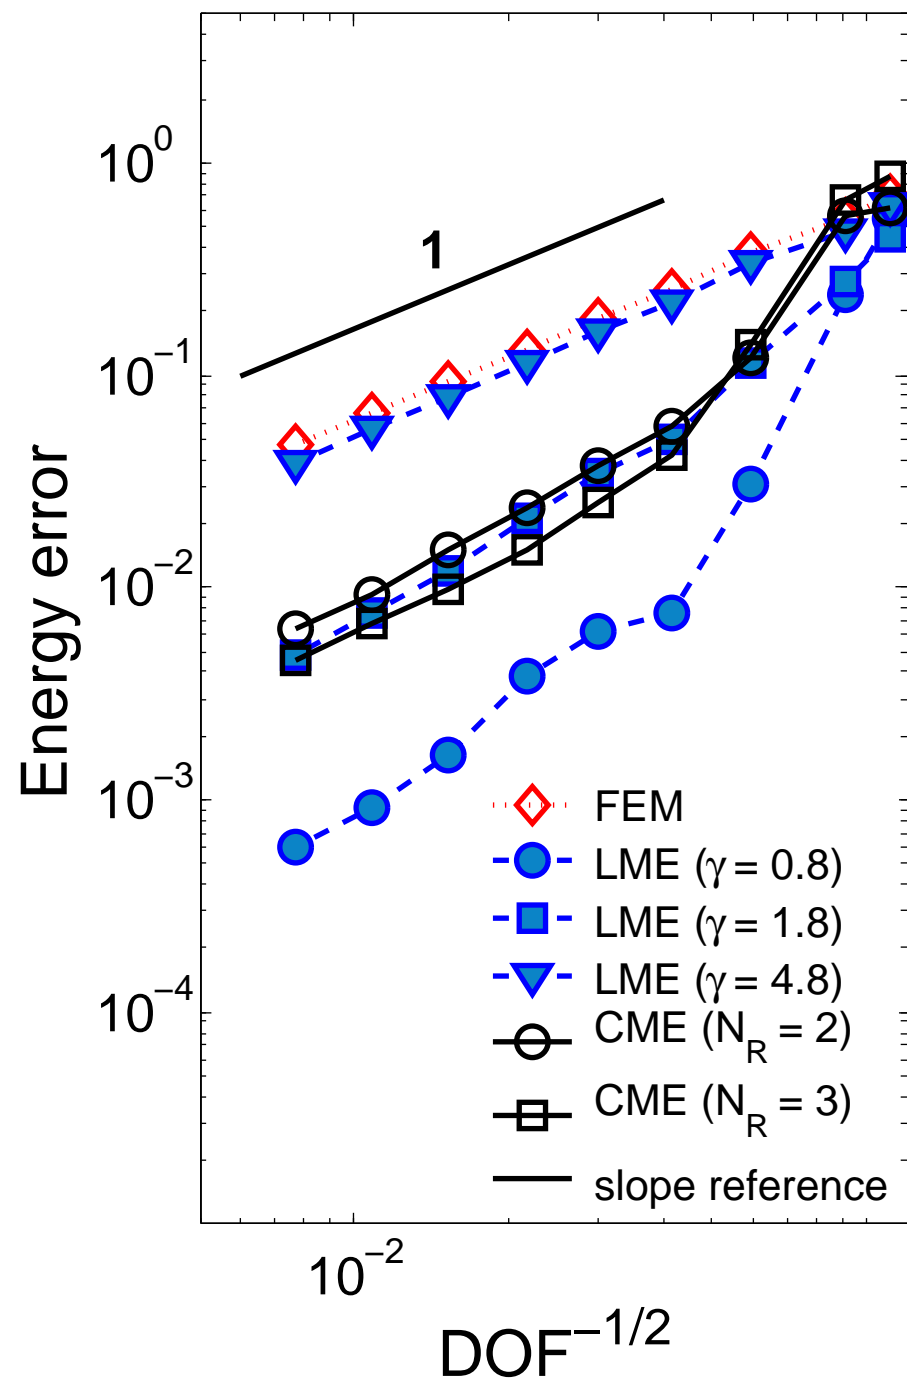 10^0
1
10^−1
10^−2
10^−3
10^−4
Energy error
FEM
LME (γ = 0.8)
LME (γ = 1.8)
LME (γ = 4.8)
CME (N_R = 2)
CME (N_R = 3)
slope reference
10^−2
DOF^−1/2